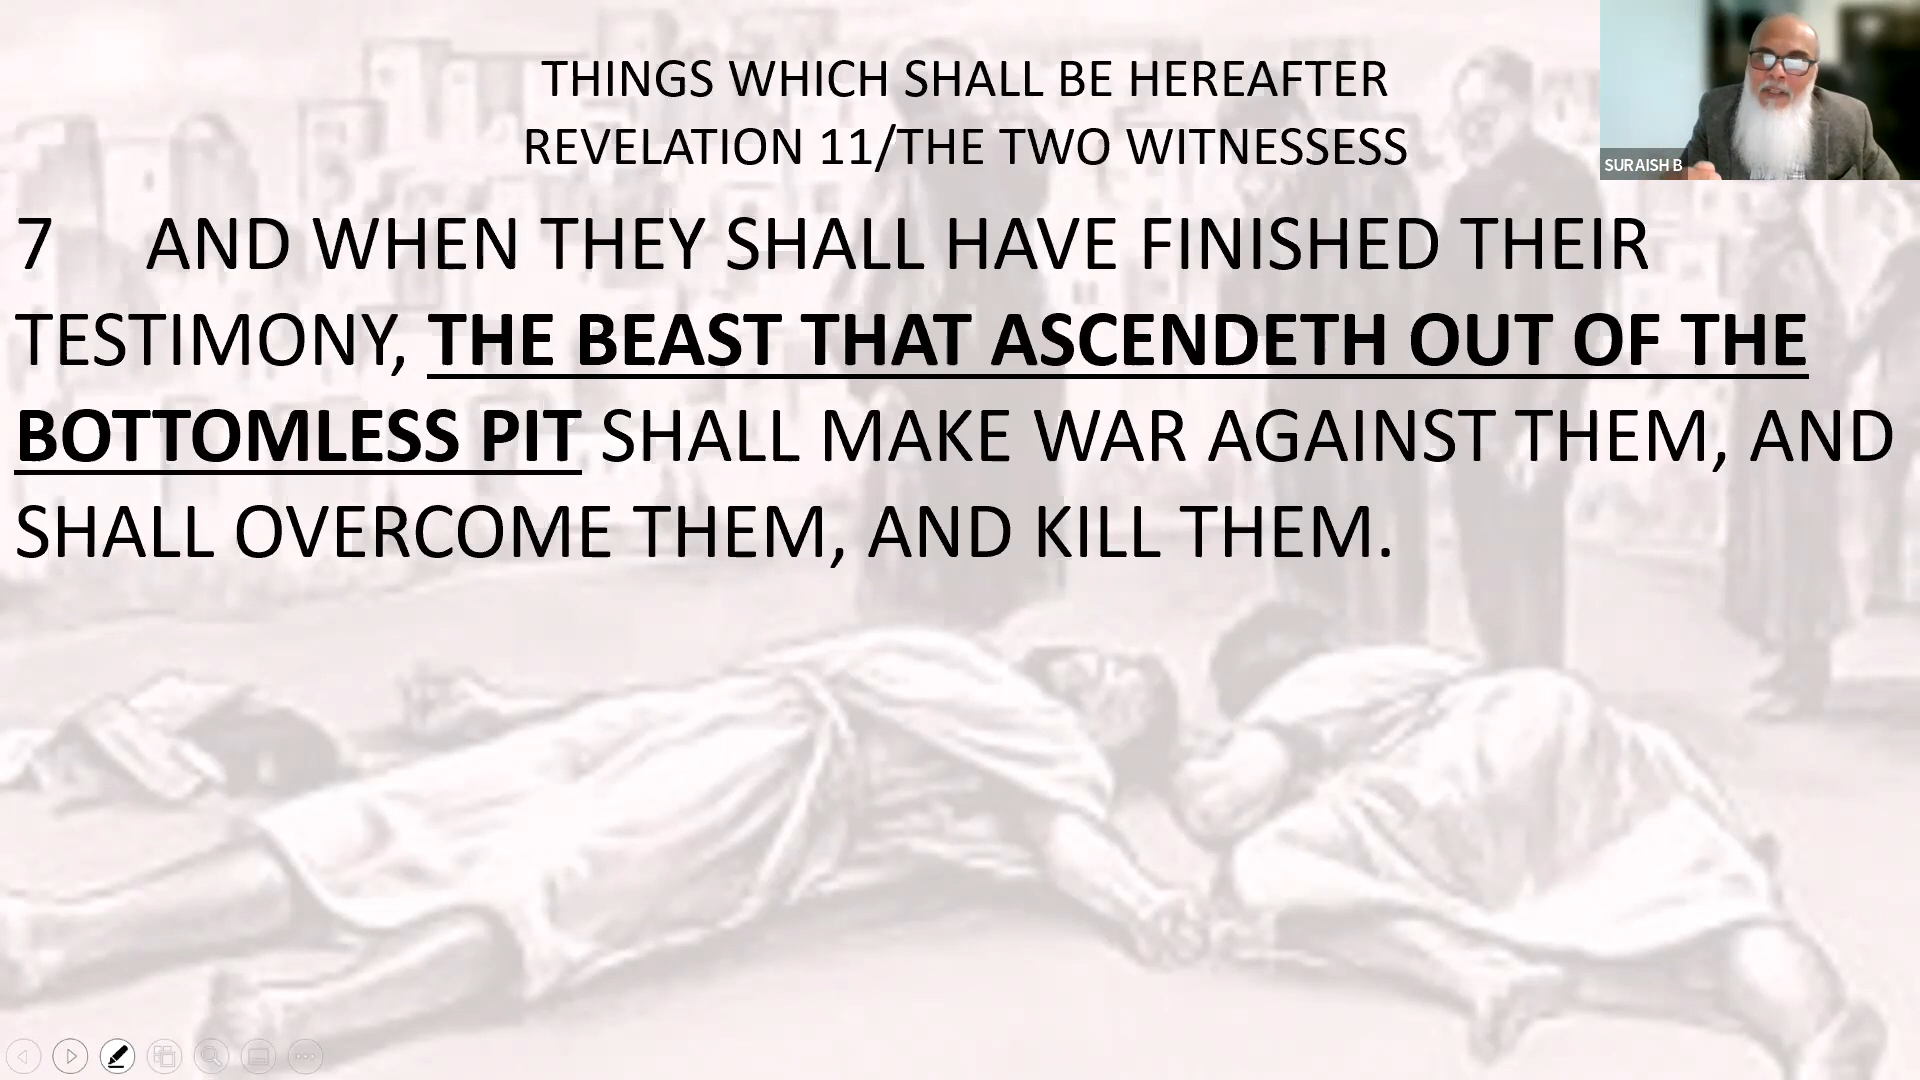 THINGS WHICH SHALL BE HEREAFTER
REVELATION 11/THE TWO WITNESSESS
SURAISH B
7 AND WHEN THEY SHALL HAVE FINISHED THEIR
TESTIMONY, THE BEAST THAT ASCENDETH OUT OF THE
BOTTOMLESS PIT SHALL MAKE WAR AGAINST THEM, AND
SHALL OVERCOME THEM, AND KILL THEM.